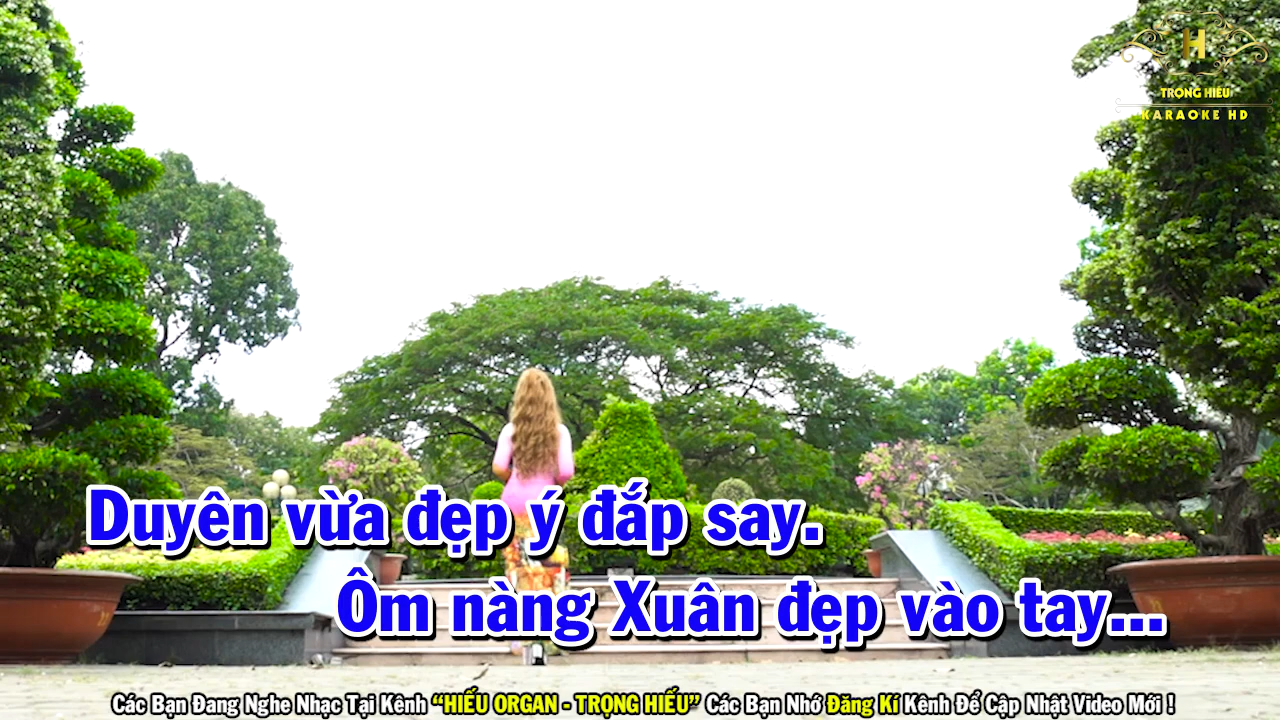 H
TRỌNG HIẾU
KARAOKE HD
Duyên vừa đẹp ý đắp say.
Ôm nàng Xuân đẹp vào tay...
Các Bạn Đang Nghe Nhạc Tại Kênh “HIẾU ORGAN - TRỌNG HIẾU” Các Bạn Nhớ Đăng Kí Kênh Để Cập Nhật Video Mới !